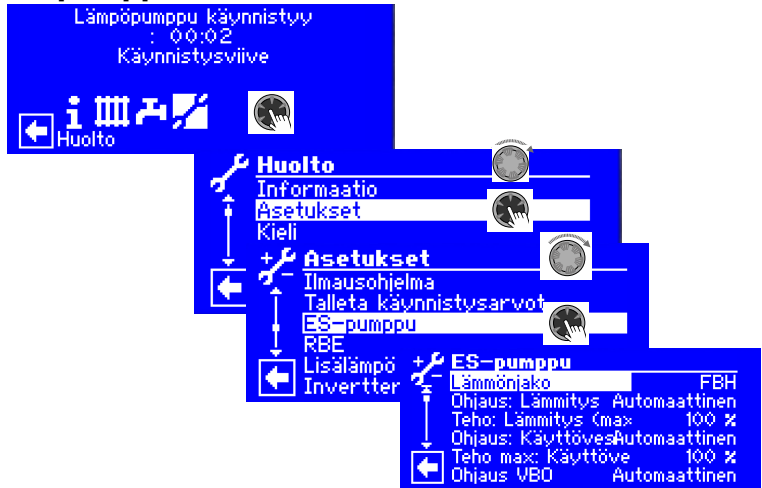 Lämpöpumppu käynnistyy
: 00:02
Käynnistysviive
Huolto
Huolto
Informaatio
Asetukset
Kieli
Asetukset
Ilmausohjelma
Talleta käynnistysarvot
ES-pumppu
RBE
Lisälämpö
Invertter
ES-pumppu
Lämmönjako FBH
Ohjaus: Lämmitys Automaattinen
Teho: Lämmitys (max 100 %
Ohjaus: KäyttövesAutomaattinen
Teho max: Käyttöve 100 %
Ohjaus VBO Automaattinen